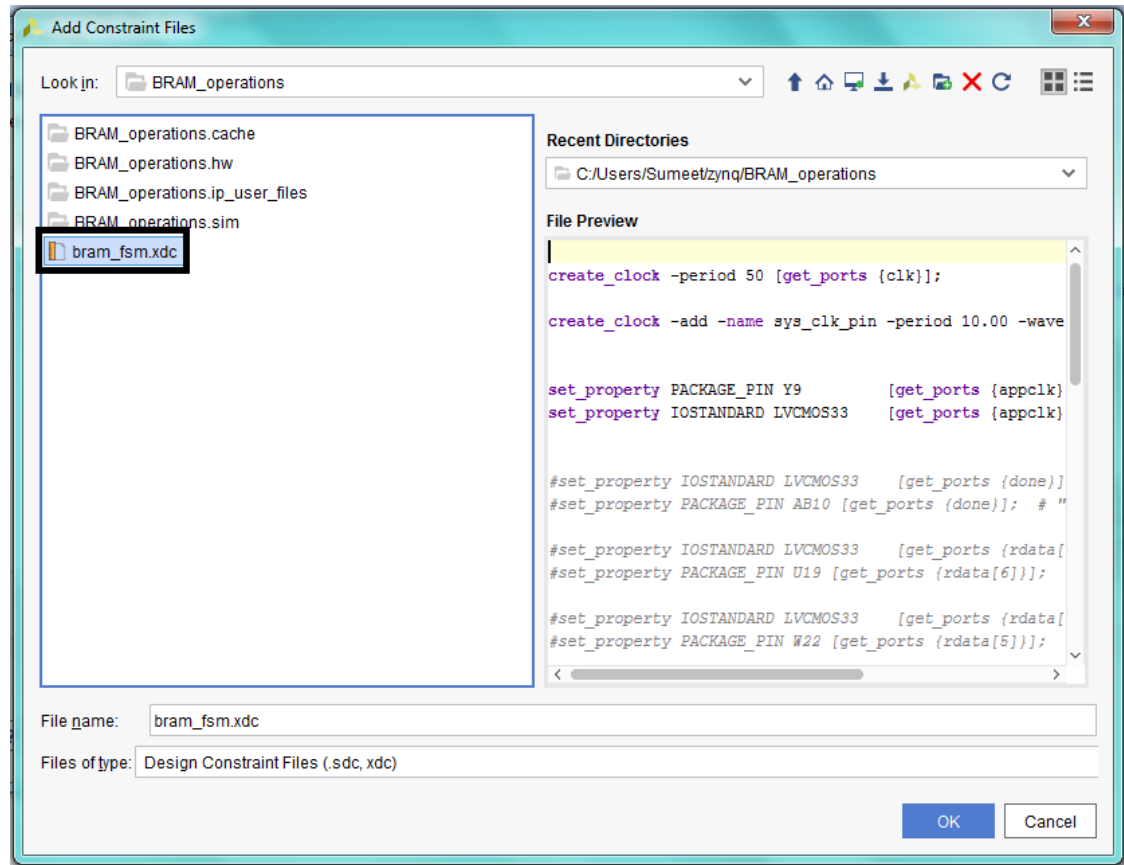 Add Constraint Files
Look in: BRAM_operations
BRAM_operations.cache
BRAM_operations.hw
BRAM_operations.ip_user_files
BRAM_operations.sim
bram_fsm.xdc
Recent Directories
C:/Users/Sumeet/zynq/BRAM_operations
File Preview
create_clock -period 50 [get_ports {clk}];
create_clock -add -name sys_clk_pin -period 10.00 -wave
set_property PACKAGE_PIN Y9 [get_ports {appclk}
set_property IOSTANDARD LVCMOS33 [get_ports {appclk}
#set_property IOSTANDARD LVCMOS33 [get_ports {done}]
#set_property PACKAGE_PIN AB10 [get_ports {done}]; # "
#set_property IOSTANDARD LVCMOS33 [get_ports {rdata[
#set_property PACKAGE_PIN U19 [get_ports {rdata[6]}];
#set_property IOSTANDARD LVCMOS33 [get_ports {rdata[
#set_property PACKAGE_PIN W22 [get_ports {rdata[5]}];
File name: bram_fsm.xdc
Files of type: Design Constraint Files (.sdc, xdc)
OK Cancel